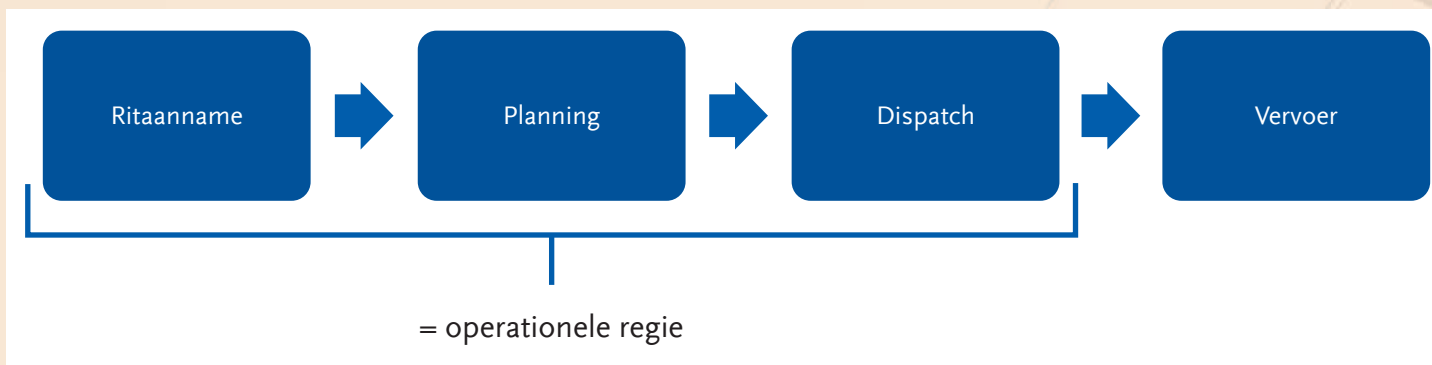 Ritaanname
Planning
Dispatch
Vervoer
= operationele regie